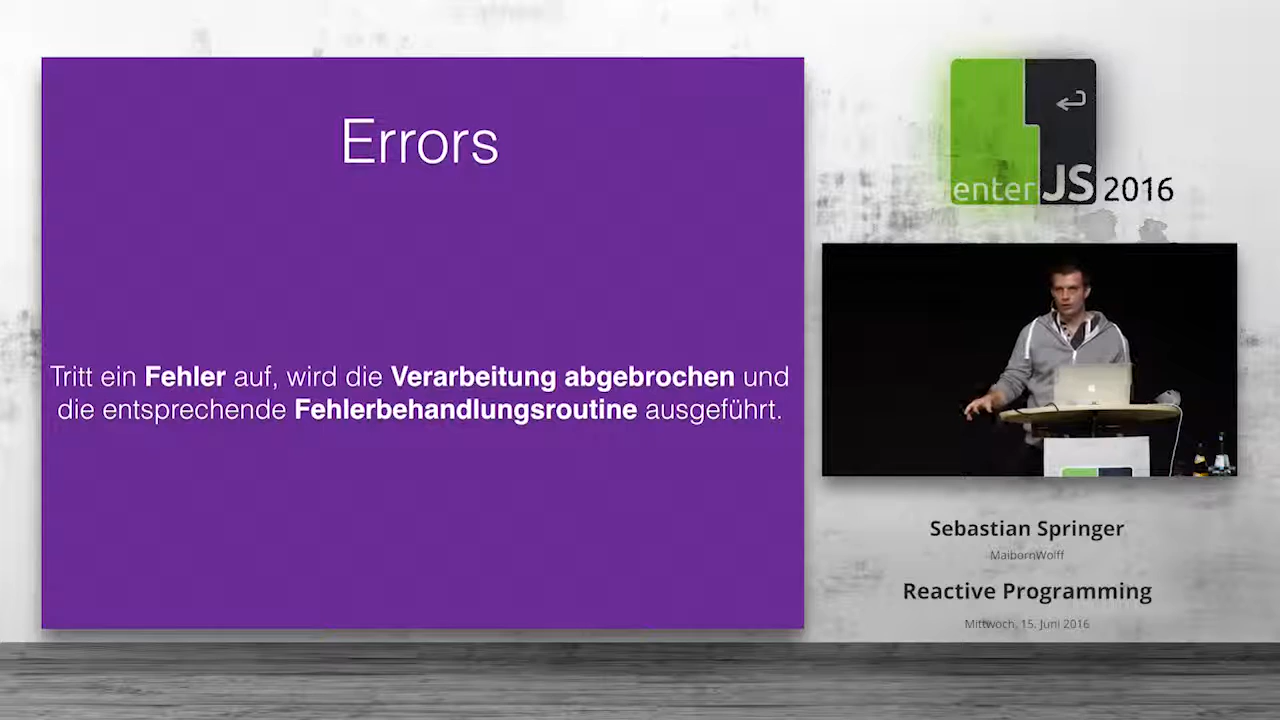 Errors
Tritt ein Fehler auf, wird die Verarbeitung abgebrochen und
die entsprechende Fehlerbehandlungsroutine ausgeführt.
enter JS 2016
Sebastian Springer
MaibornWolff
Reactive Programming
Mittwoch, 15. Juni 2016